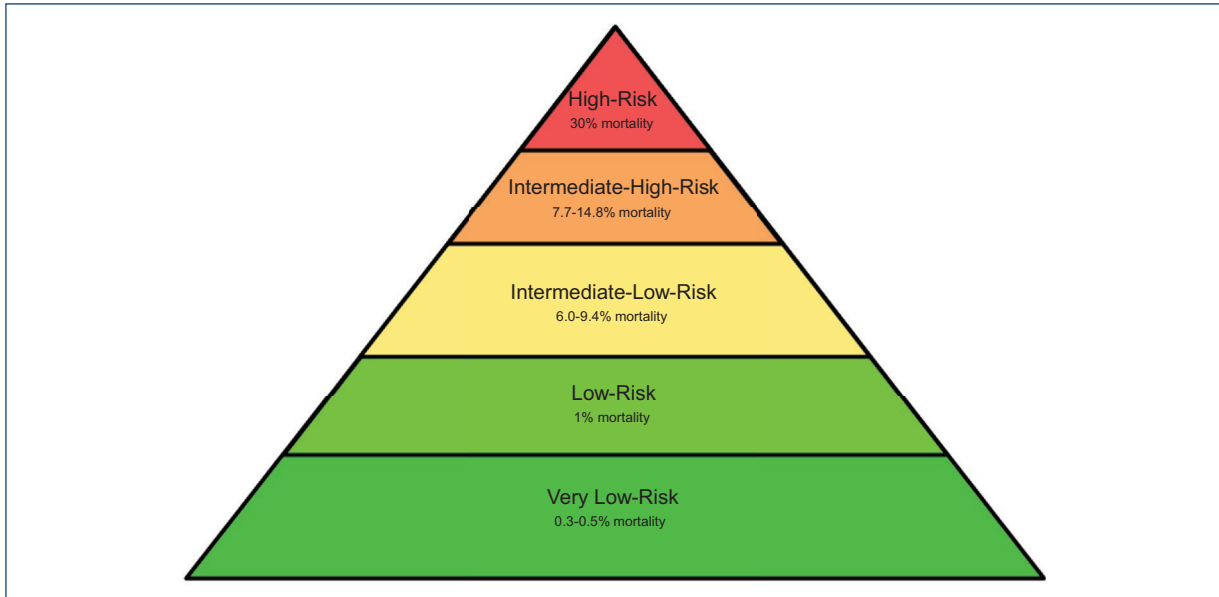 High-Risk
30% mortality
Intermediate-High-Risk
7.7-14.8% mortality
Intermediate-Low-Risk
6.0-9.4% mortality
Low-Risk
1% mortality
Very Low-Risk
0.3-0.5% mortality